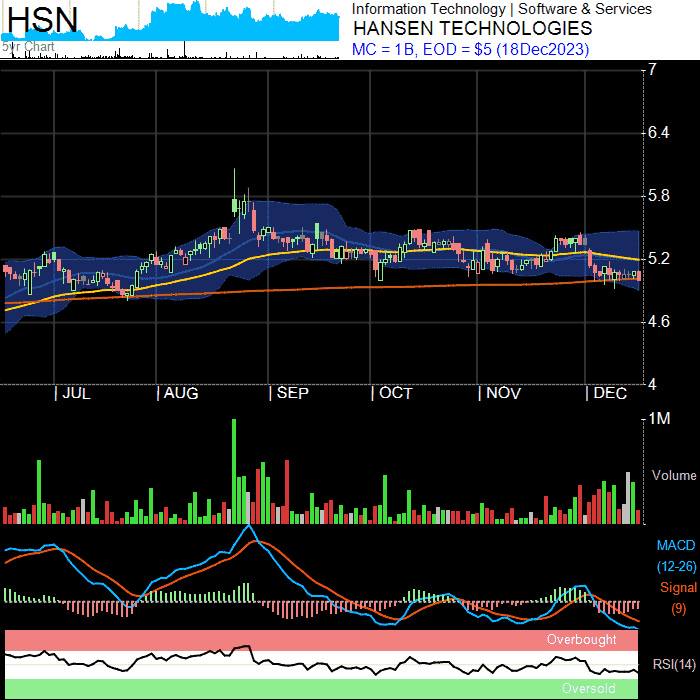 HSN
5yr Chart
Information Technology | Software & Services
HANSEN TECHNOLOGIES
MC = 1B, EOD = $5 (18Dec2023)
7
6.4
5.8
5.2
4.6
4
| JUL | AUG | SEP | OCT | NOV | DEC
1M
Volume
MACD
(12-26)
Signal
(9)
Overbought
RSI(14)
Oversold